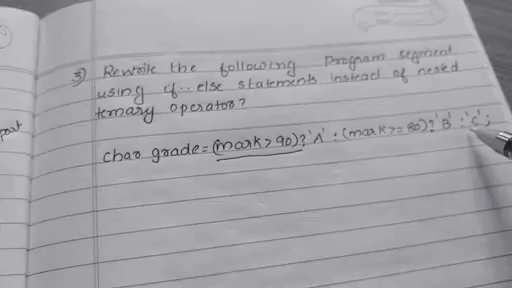 3) Rewrite the following program segment
using if..else statements instead of nested
ternary operator?
char grade=(mark>90)?'A':(mark>=80)?'B':'C';
part